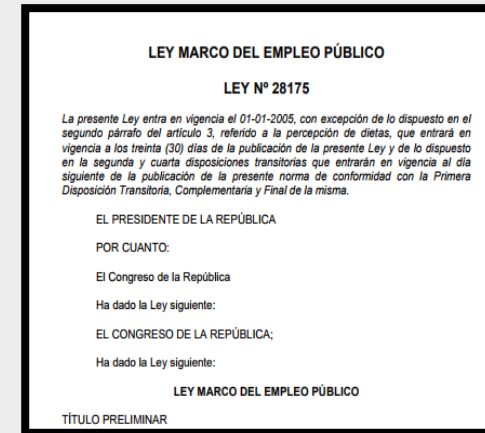 LEY MARCO DEL EMPLEO PÚBLICO
LEY Nº 28175
La presente Ley entra en vigencia el 01-01-2005, con excepción de lo dispuesto en el
segundo párrafo del artículo 3, referido a la percepción de dietas, que entrará en
vigencia a los treinta (30) días de la publicación de la presente Ley y de lo dispuesto
en la segunda y cuarta disposiciones transitorias que entrarán en vigencia al día
siguiente de la publicación de la presente norma de conformidad con la Primera
Disposición Transitoria, Complementaria y Final de la misma.
EL PRESIDENTE DE LA REPÚBLICA
POR CUANTO:
El Congreso de la República
Ha dado la Ley siguiente:
EL CONGRESO DE LA REPÚBLICA;
Ha dado la Ley siguiente:
LEY MARCO DEL EMPLEO PÚBLICO
TÍTULO PRELIMINAR